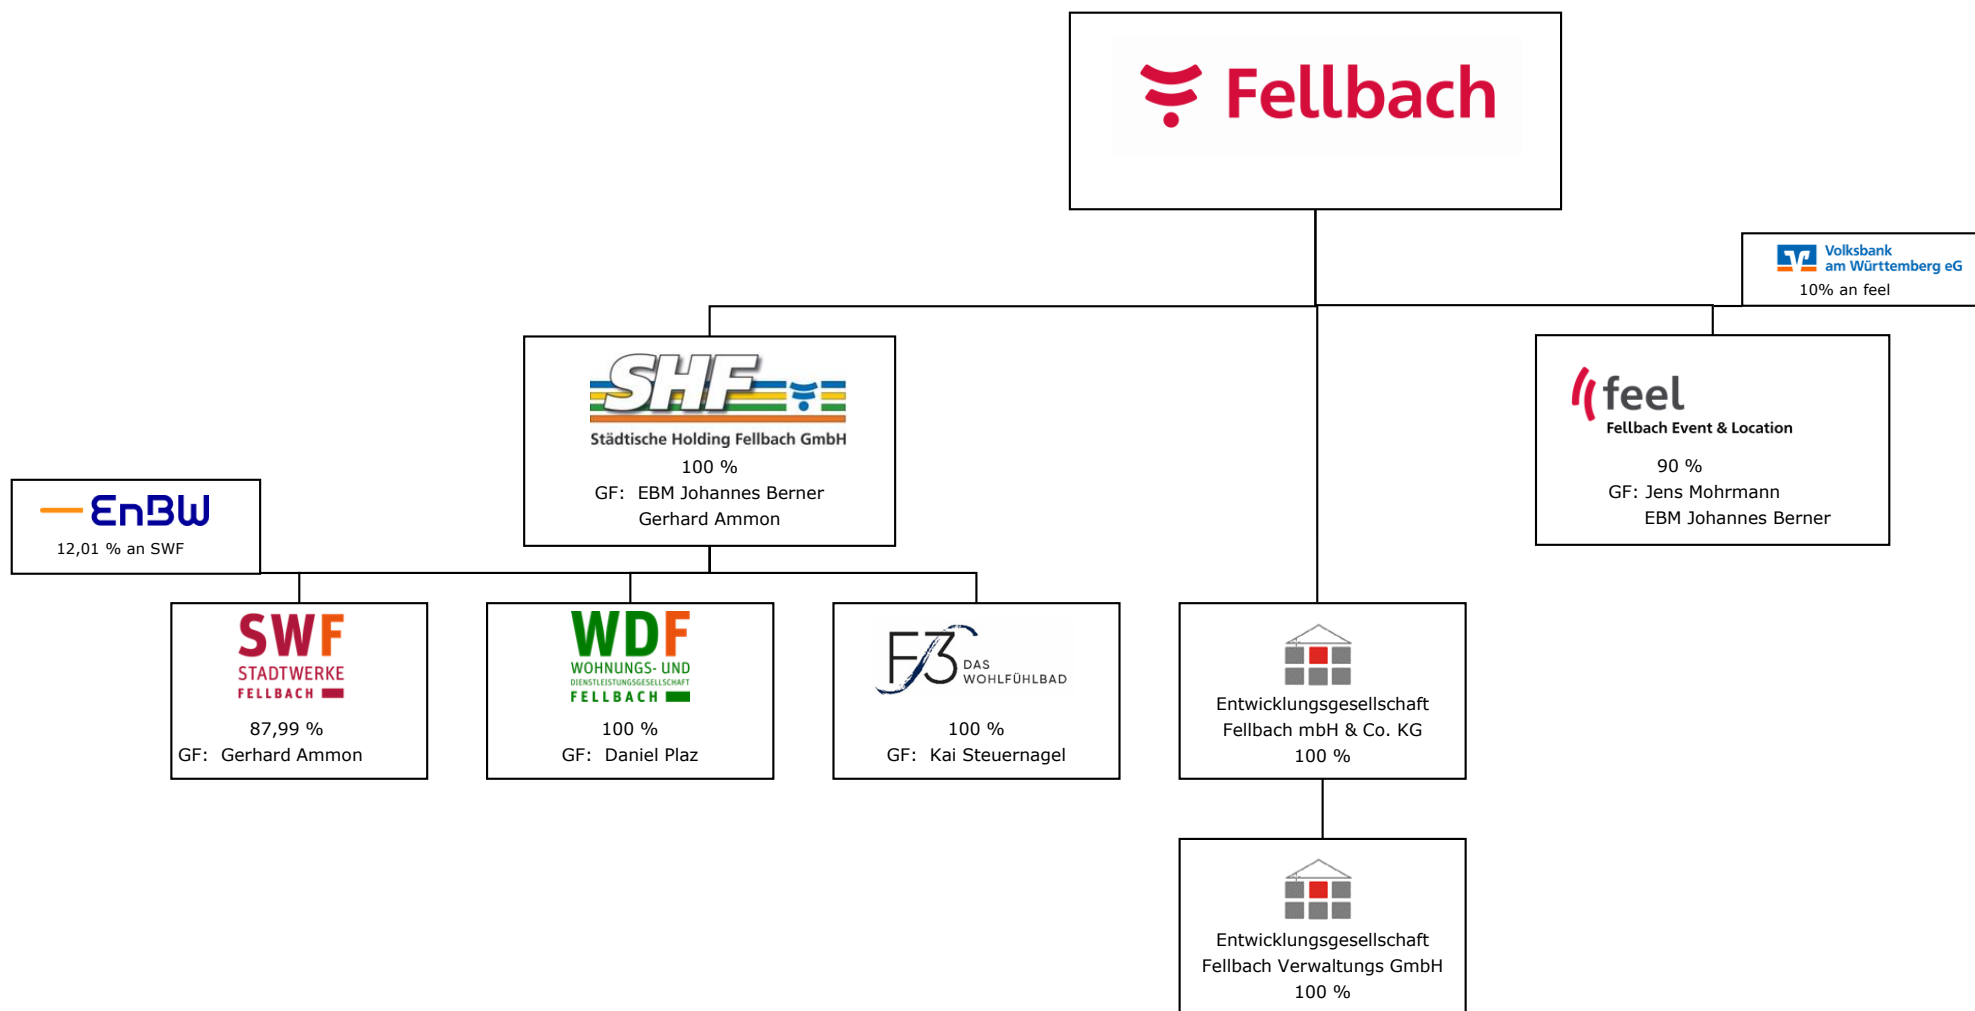 Fellbach
Volksbank
am Württemberg eG
10% an feel
SHF
Städtische Holding Fellbach GmbH
100 %
GF: EBM Johannes Berner
Gerhard Ammon
feel
Fellbach Event & Location
90 %
GF: Jens Mohrmann
EBM Johannes Berner
EnBW
12,01 % an SWF
SWF
STADTWERKE
FELLBACH
87,99 %
GF: Gerhard Ammon
WDF
WOHNUNGS- UND
DIENSTLEISTUNGSGESELLSCHAFT
FELLBACH
100 %
GF: Daniel Plaz
F3
DAS
WOHLFÜHLBAD
100 %
GF: Kai Steuernagel
Entwicklungsgesellschaft
Fellbach mbH & Co. KG
100 %
Entwicklungsgesellschaft
Fellbach Verwaltungs GmbH
100 %